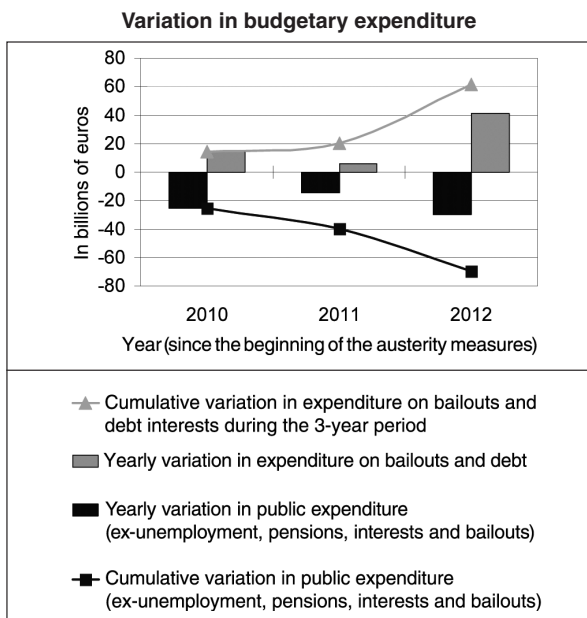 Variation in budgetary expenditure
In billions of euros
80
60
40
20
0
-20
-40
-60
-80
2010 2011 2012
Year (since the beginning of the austerity measures)
Cumulative variation in expenditure on bailouts and
debt interests during the 3-year period
Yearly variation in expenditure on bailouts and debt
Yearly variation in public expenditure
(ex-unemployment, pensions, interests and bailouts)
Cumulative variation in public expenditure
(ex-unemployment, pensions, interests and bailouts)